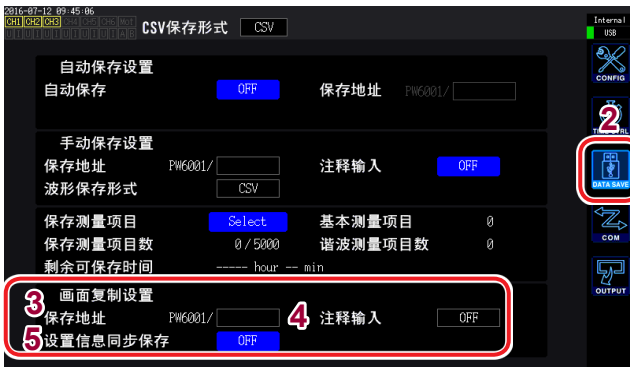 2016-07-12 09:45:06
CH1 CH2 CH3 CH4 CH5 CH6 Mot
U I U I U I U I U I U I A B
CSV保存形式 CSV
Internal
USB
自动保存设置
自动保存 OFF 保存地址 PW6001/
CONFIG
手动保存设置
保存地址 PW6001/ 注释输入 OFF
波形保存形式 CSV
2
DATA SAVE
保存测量项目 Select 基本测量项目 0
保存测量项目数 0/5000 谐波测量项目数 0
剩余可保存时间 ----- hour -- min
COM
画面复制设置
3 保存地址 PW6001/ 4 注释输入 OFF
5 设置信息同步保存 OFF
OUTPUT